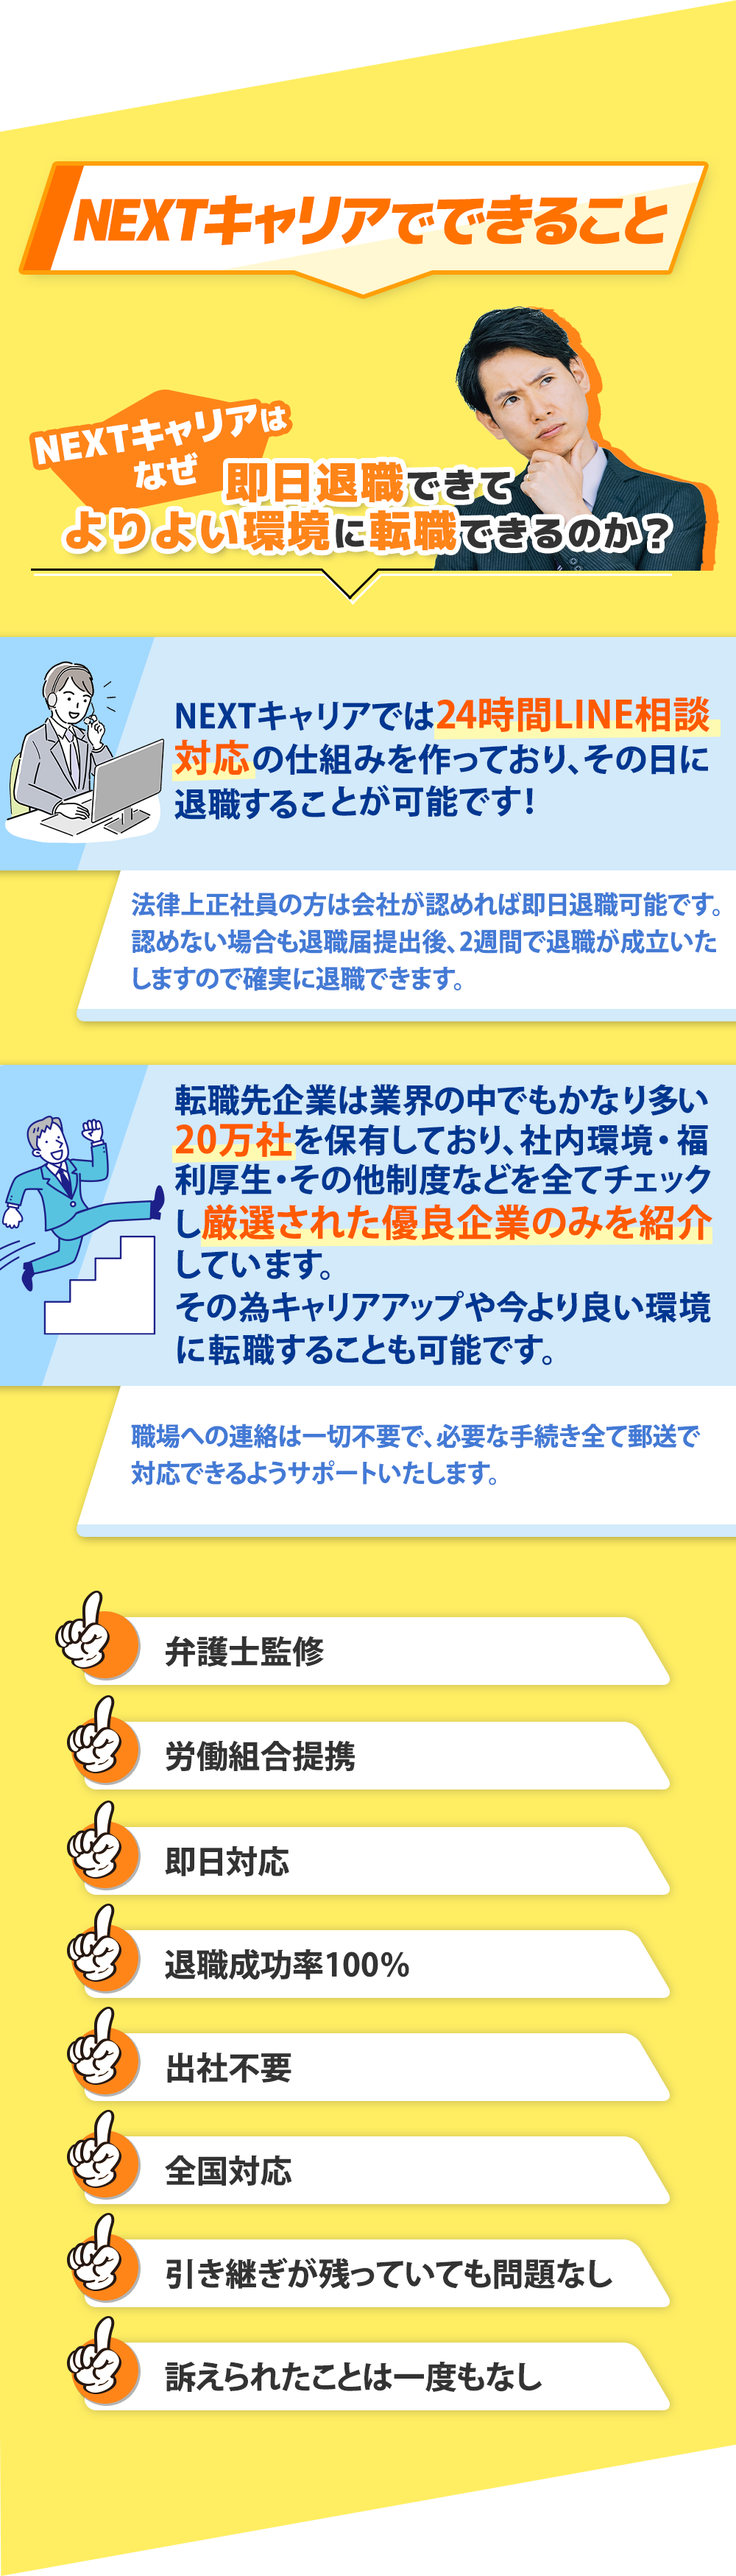 NEXTキャリアでできること
NEXTキャリアは
なぜ
即日退職できて
よりよい環境に転職できるのか？
NEXTキャリアでは24時間LINE相談
対応の仕組みを作っており、その日に
退職することが可能です！
法律上正社員の方は会社が認めれば即日退職可能です。
認めない場合も退職届提出後、2週間で退職が成立いた
しますので確実に退職できます。
転職先企業は業界の中でもかなり多い
20万社を保有しており、社内環境・福
利厚生・その他制度などを全てチェック
し厳選された優良企業のみを紹介
しています。
その為キャリアアップや今より良い環境
に転職することも可能です。
職場への連絡は一切不要で、必要な手続き全て郵送で
対応できるようサポートいたします。
弁護士監修
労働組合提携
即日対応
退職成功率100%
出社不要
全国対応
引き継ぎが残っていても問題なし
訴えられたことは一度もなし